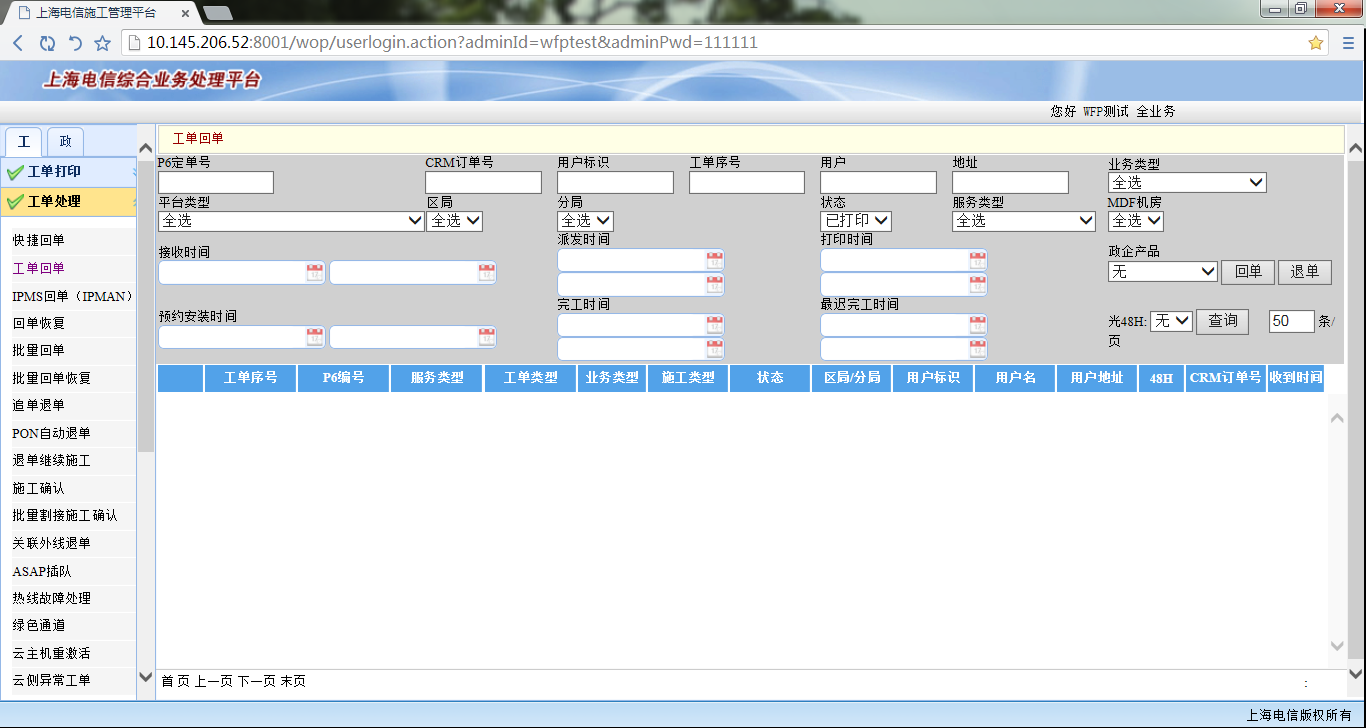 上海电信施工管理平台
10.145.206.52:8001/wop/userlogin.action?adminId=wfptest&adminPwd=111111
上海电信综合业务处理平台
您好 WFP测试 全业务
工 政
工单打印
工单处理
快捷回单
工单回单
IPMS回单（IPMAN）
回单恢复
批量回单
批量回单恢复
追单退单
PON自动退单
退单继续施工
施工确认
批量割接施工确认
关联外线退单
ASAP插队
热线故障处理
绿色通道
云主机重激活
云侧异常工单
工单回单
P6定单号 CRM订单号 用户标识 工单序号 用户 地址 业务类型
全选
平台类型 区局 分局 状态 服务类型 MDF机房
全选 全选 全选 已打印 全选 全选
接收时间 派发时间 打印时间 政企产品
无 回单 退单
预约安装时间 完工时间 最迟完工时间
光48H: 无 查询 50 条/
页
工单序号 P6编号 服务类型 工单类型 业务类型 施工类型 状态 区局/分局 用户标识 用户名 用户地址 48H CRM订单号 收到时间
首 页 上一页 下一页 末页 :
上海电信版权所有